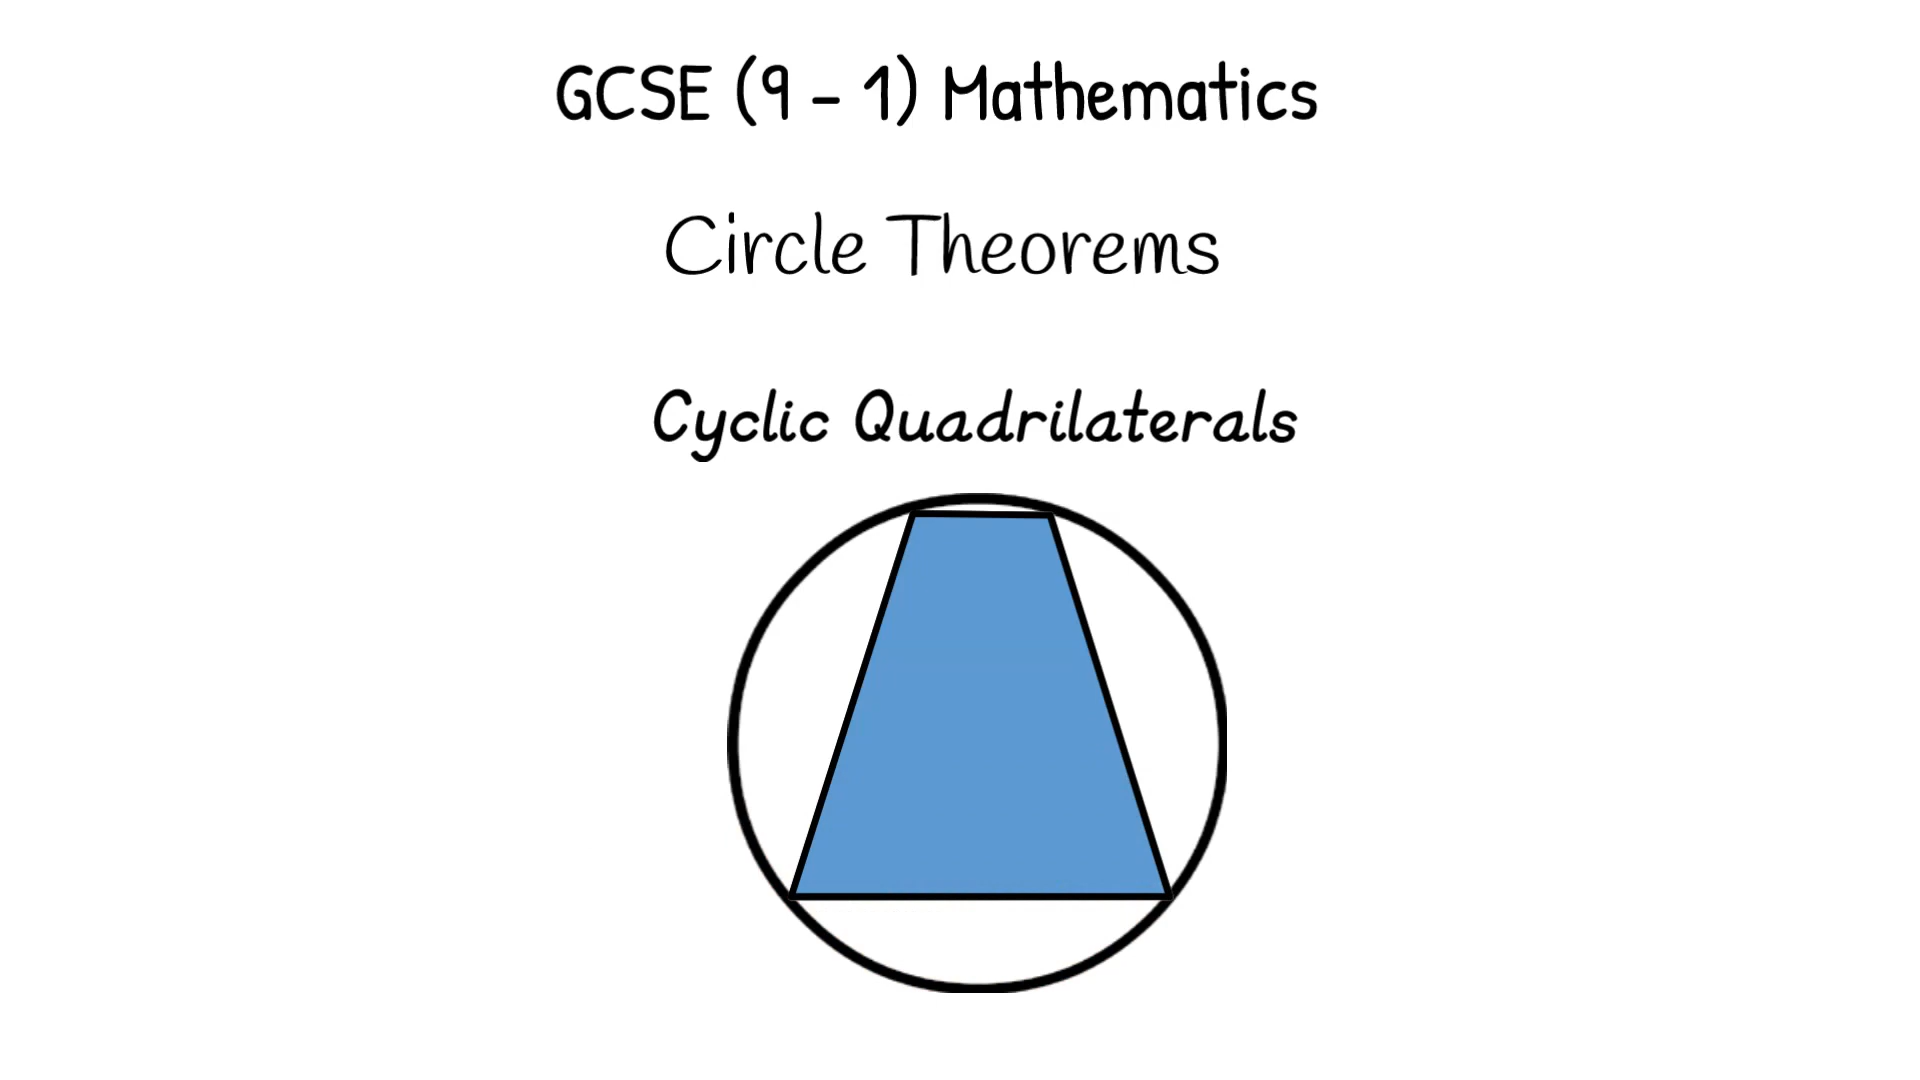 GCSE (9 - 1) Mathematics
Circle Theorems
Cyclic Quadrilaterals